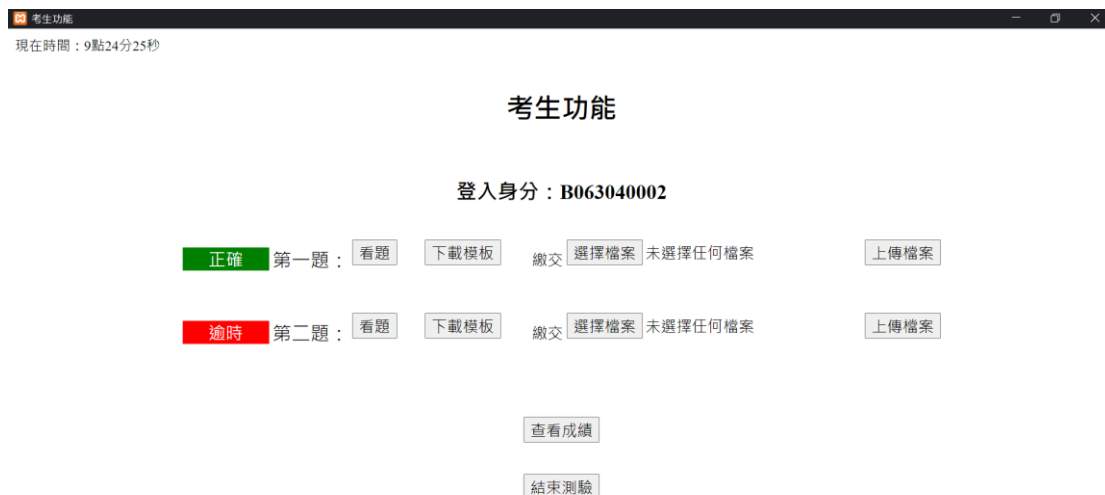 考生功能
現在時間：9點24分25秒
考生功能
登入身分：B063040002
正確 第一題： 看題 下載模板 繳交 選擇檔案 未選擇任何檔案 上傳檔案
逾時 第二題： 看題 下載模板 繳交 選擇檔案 未選擇任何檔案 上傳檔案
查看成績
結束測驗